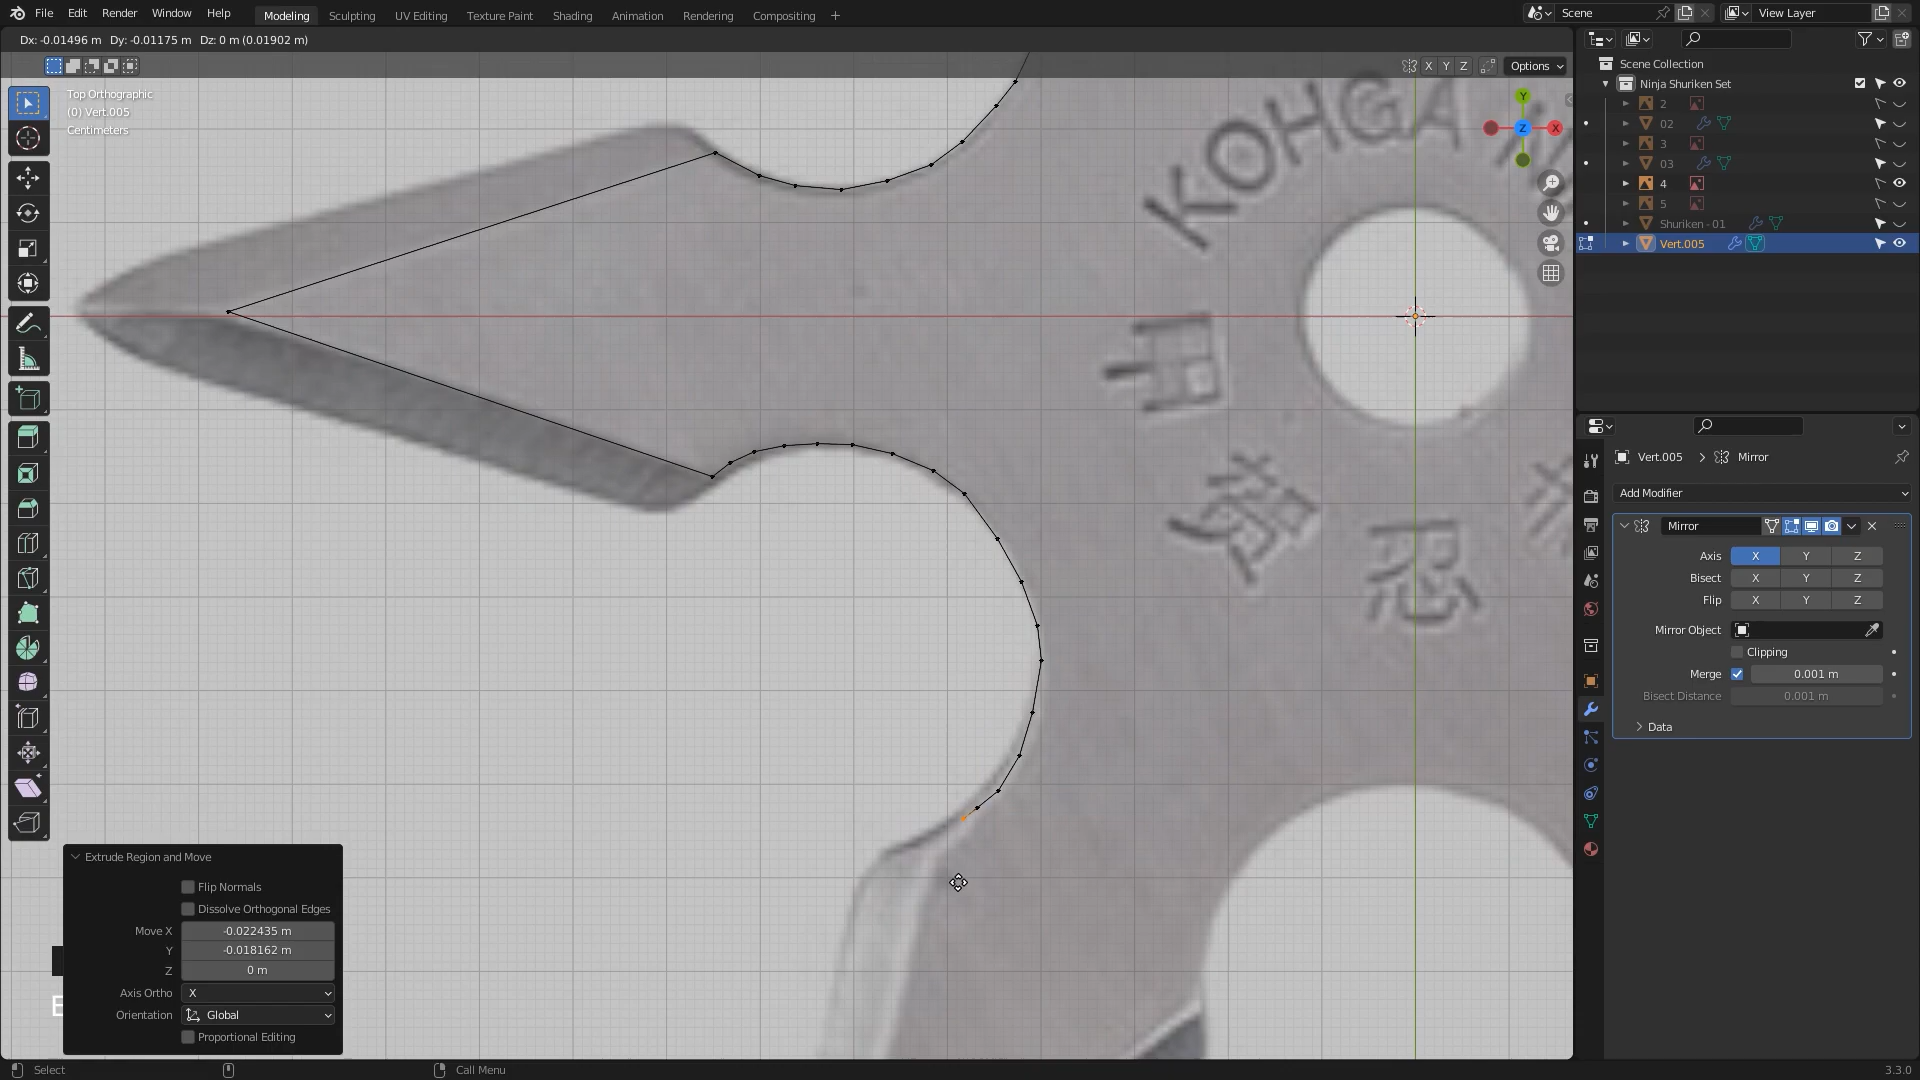 File Edit Render Window Help
Modeling Sculpting UV Editing Texture Paint Shading Animation Rendering Compositing +
Scene
View Layer
Dx: -0.01496 m Dy: -0.01175 m Dz: 0 m (0.01902 m)
X Y Z Options
Top Orthographic
(0) Vert.005
Centimeters
KOHGA
忍
Y
Z X
Scene Collection
Ninja Shuriken Set
2
02
3
03
4
5
Shuriken - 01
Vert.005
Vert.005 > Mirror
Add Modifier
Mirror
Axis X Y Z
Bisect X Y Z
Flip X Y Z
Mirror Object
Clipping
Merge 0.001 m
Bisect Distance 0.001 m
Data
Extrude Region and Move
Flip Normals
Dissolve Orthogonal Edges
Move X -0.022435 m
Y -0.018162 m
Z 0 m
Axis Ortho X
Orientation Global
Proportional Editing
Select
Call Menu
3.3.0